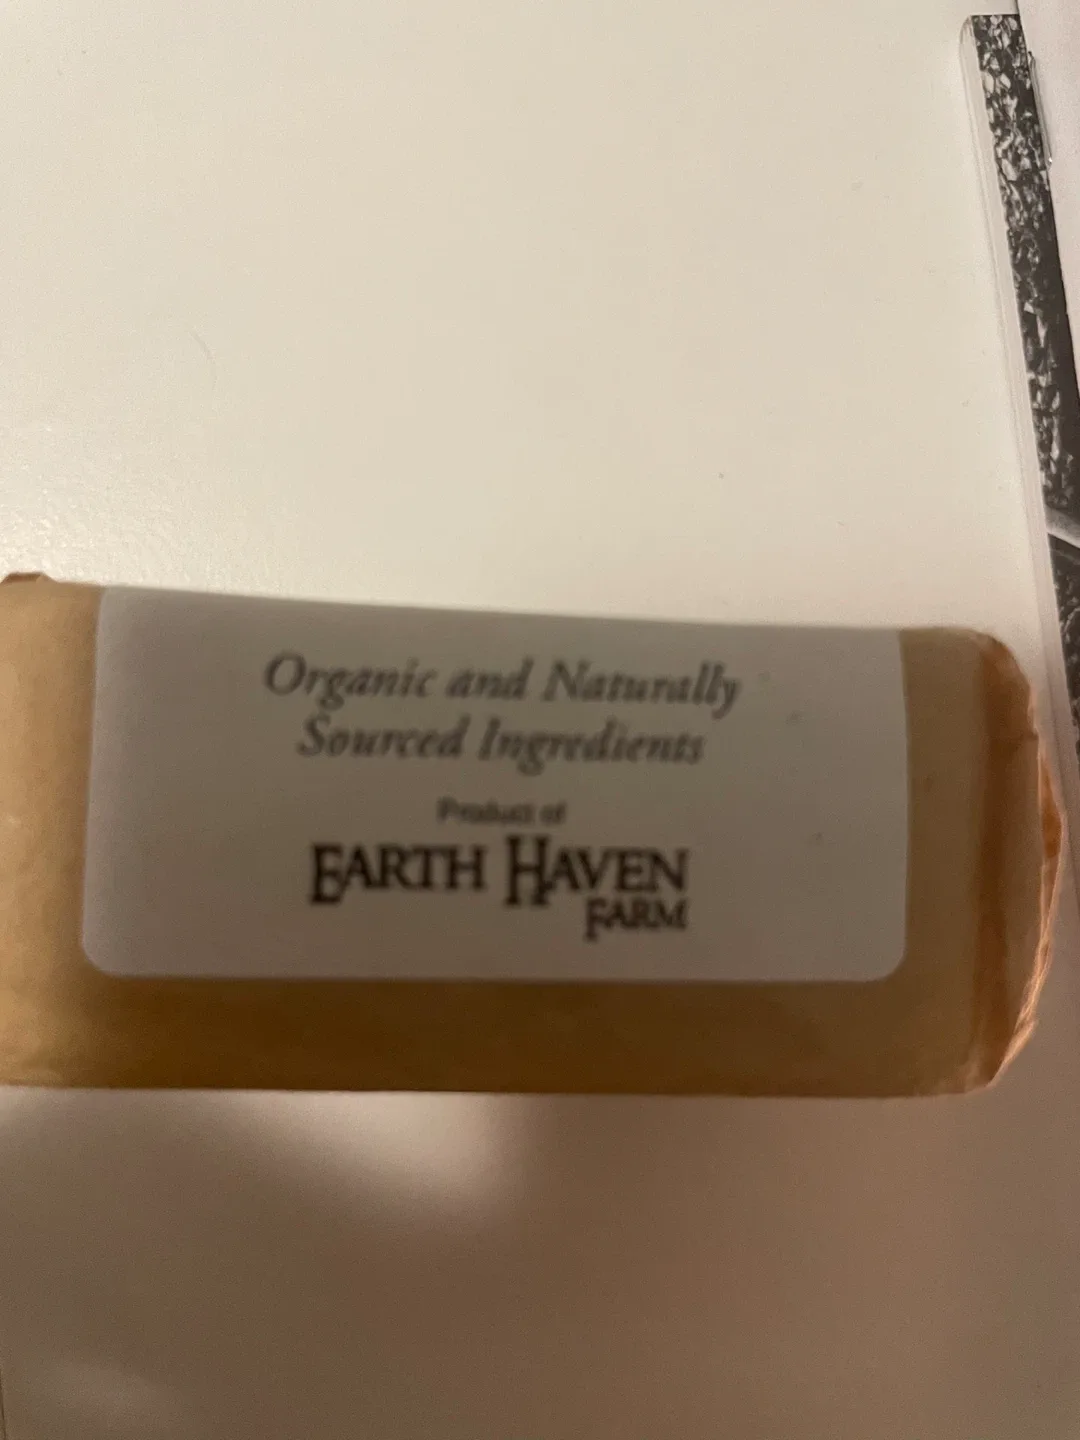 Organic and Naturally
Sourced Ingredients
Product of
EARTH HAVEN
FARM